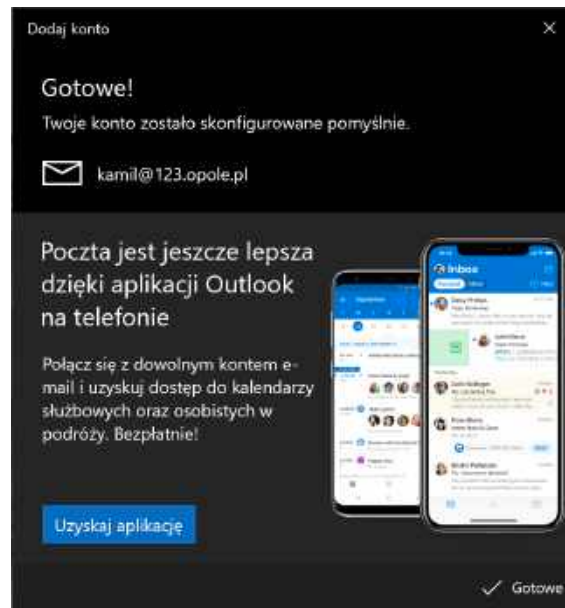 Dodaj konto
Gotowe!
Twoje konto zostało skonfigurowane pomyślnie.
kamil@123.opole.pl
Poczta jest jeszcze lepsza
dzięki aplikacji Outlook
na telefonie
Połącz się z dowolnym kontem e-
mail i uzyskuj dostęp do kalendarzy
służbowych oraz osobistych w
podróży. Bezpłatnie!
Uzyskaj aplikację
Inbox
Gotowe